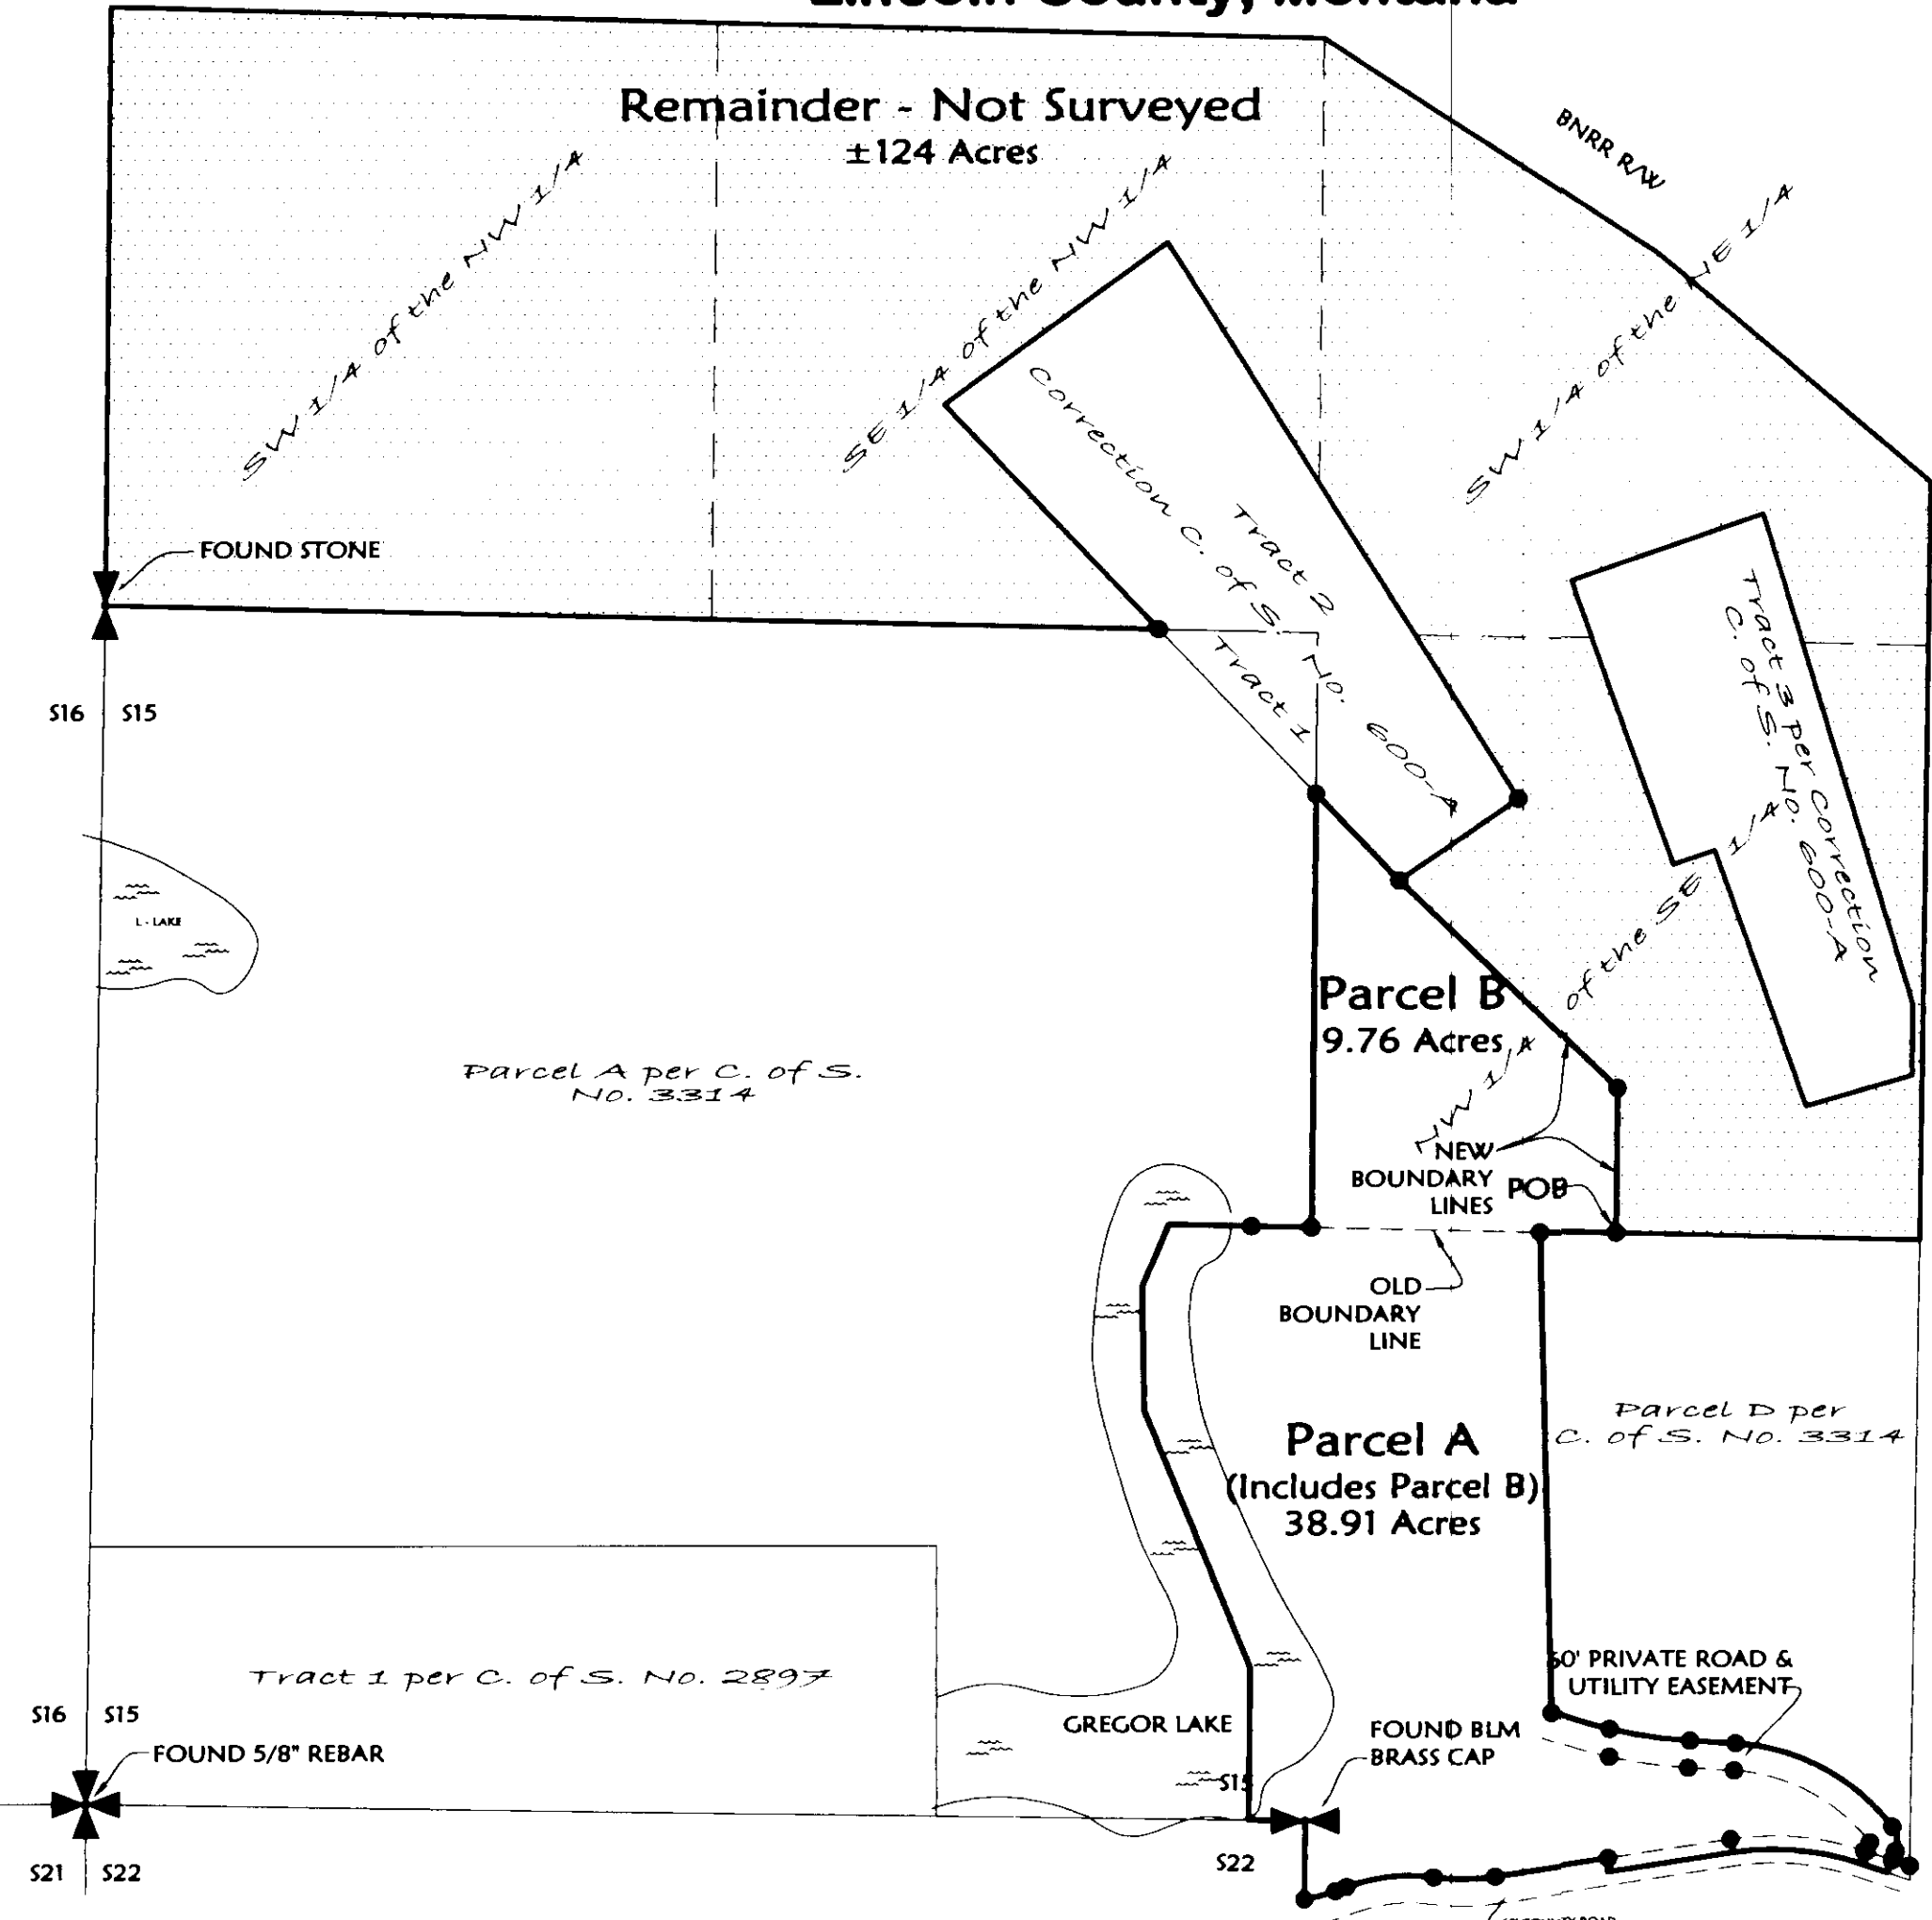 Lincoln County, Montana
Remainder - Not Surveyed
±124 Acres
BNRR R/W
SW 1/4 of the NW 1/4
SE 1/4 of the NW 1/4
SW 1/4 of the NE 1/4
FOUND STONE
Tract 2
Correction C. of S. No. 600-A
Tract 1
Tract 3 per Correction
C. of S. No. 600-A
S16
S15
L - LAKE
Parcel B
9.76 Acres
NW 1/4 of the SE 1/4
Parcel A per C. of S.
No. 3314
NEW
BOUNDARY
LINES
POB
OLD
BOUNDARY
LINE
Parcel A
(Includes Parcel B)
38.91 Acres
Parcel D per
C. of S. No. 3314
Tract 1 per C. of S. No. 2897
60' PRIVATE ROAD &
UTILITY EASEMENT
S16
S15
FOUND 5/8" REBAR
GREGOR LAKE
FOUND BLM
BRASS CAP
S15
S21
S22
S22
ROAD